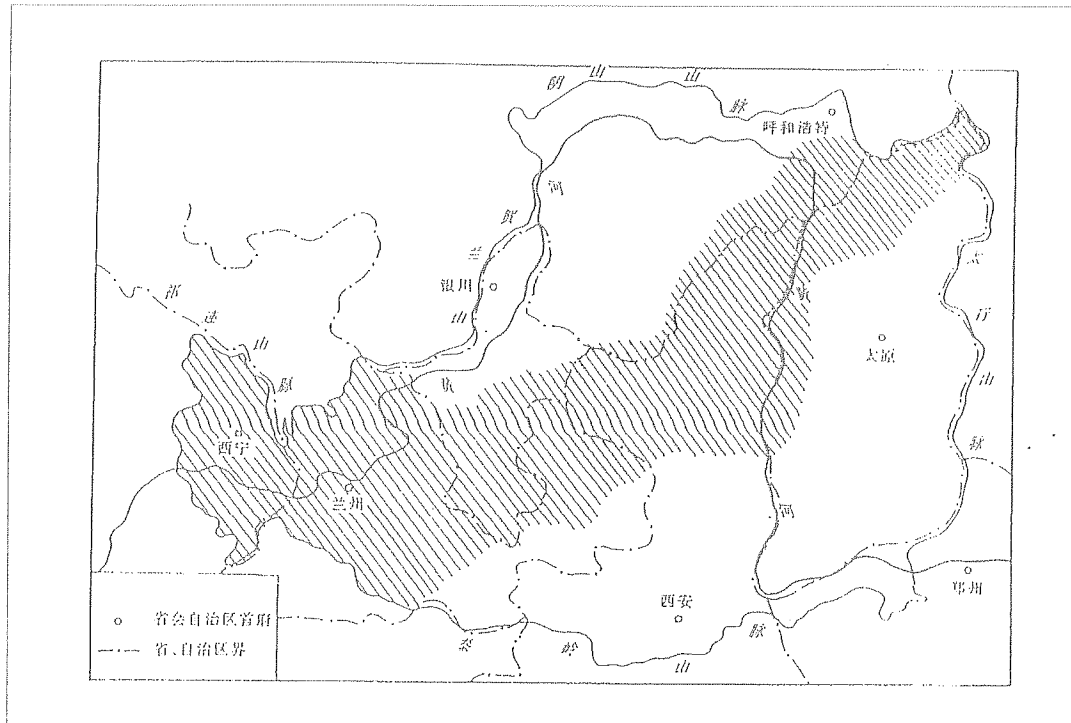 阴 山 山 脉
呼和浩特
河
贺
兰
山
银川
祁
连
山
脉
太
行
山
脉
太原
西宁
兰州
河
郑州
西安
秦 岭 山 脉
省会自治区首府
省、自治区界